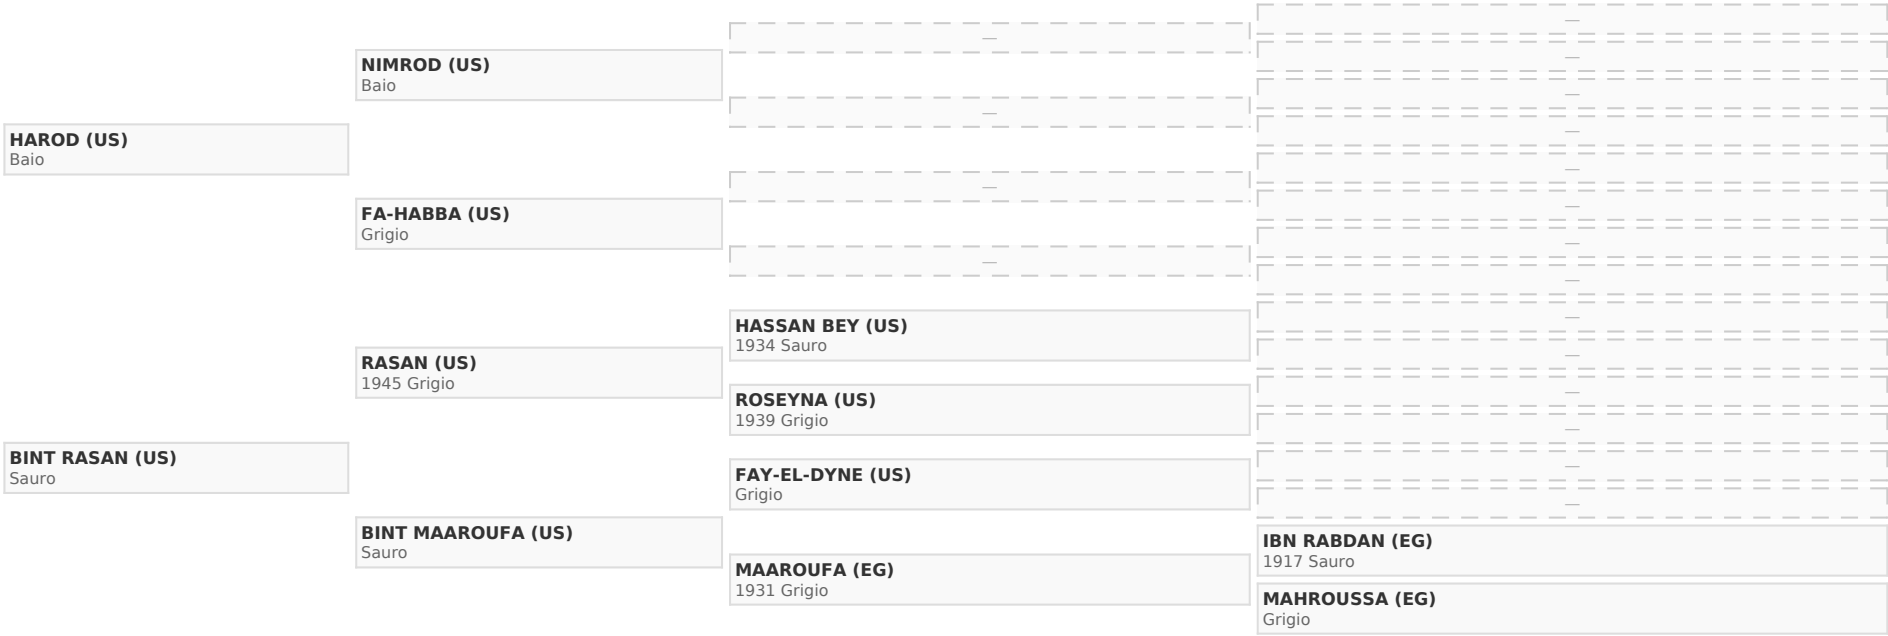 HAROD (US)
Baio
BINT RASAN (US)
Sauro
NIMROD (US)
Baio
FA-HABBA (US)
Grigio
RASAN (US)
1945 Grigio
BINT MAAROUFA (US)
Sauro
—
—
—
—
HASSAN BEY (US)
1934 Sauro
ROSEYNA (US)
1939 Grigio
FAY-EL-DYNE (US)
Grigio
MAAROUFA (EG)
1931 Grigio
—
—
—
—
—
—
—
—
—
—
—
—
—
—
IBN RABDAN (EG)
1917 Sauro
MAHROUSSA (EG)
Grigio